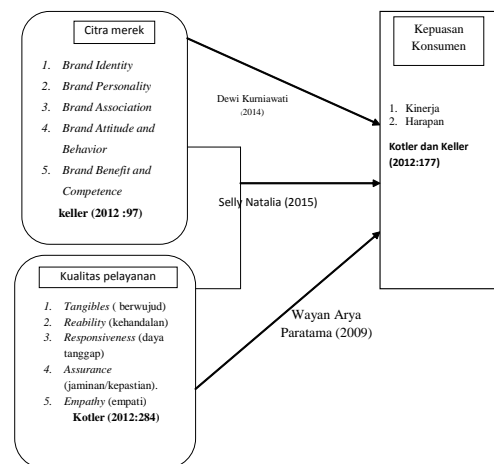 Citra merek
1. Brand Identity
2. Brand Personality
3. Brand Association
4. Brand Attitude and
Behavior
5. Brand Benefit and
Competence
keller (2012 :97)
Dewi Kurniawati
(2014)
Kepuasan
Konsumen
1. Kinerja
2. Harapan
Kotler dan Keller
(2012:177)
Selly Natalia (2015)
Kualitas pelayanan
1. Tangibles ( berwujud)
2. Reability (kehandalan)
3. Responsiveness (daya
tanggap)
4. Assurance
(jaminan/kepastian).
5. Empathy (empati)
Kotler (2012:284)
Wayan Arya
Paratama (2009)